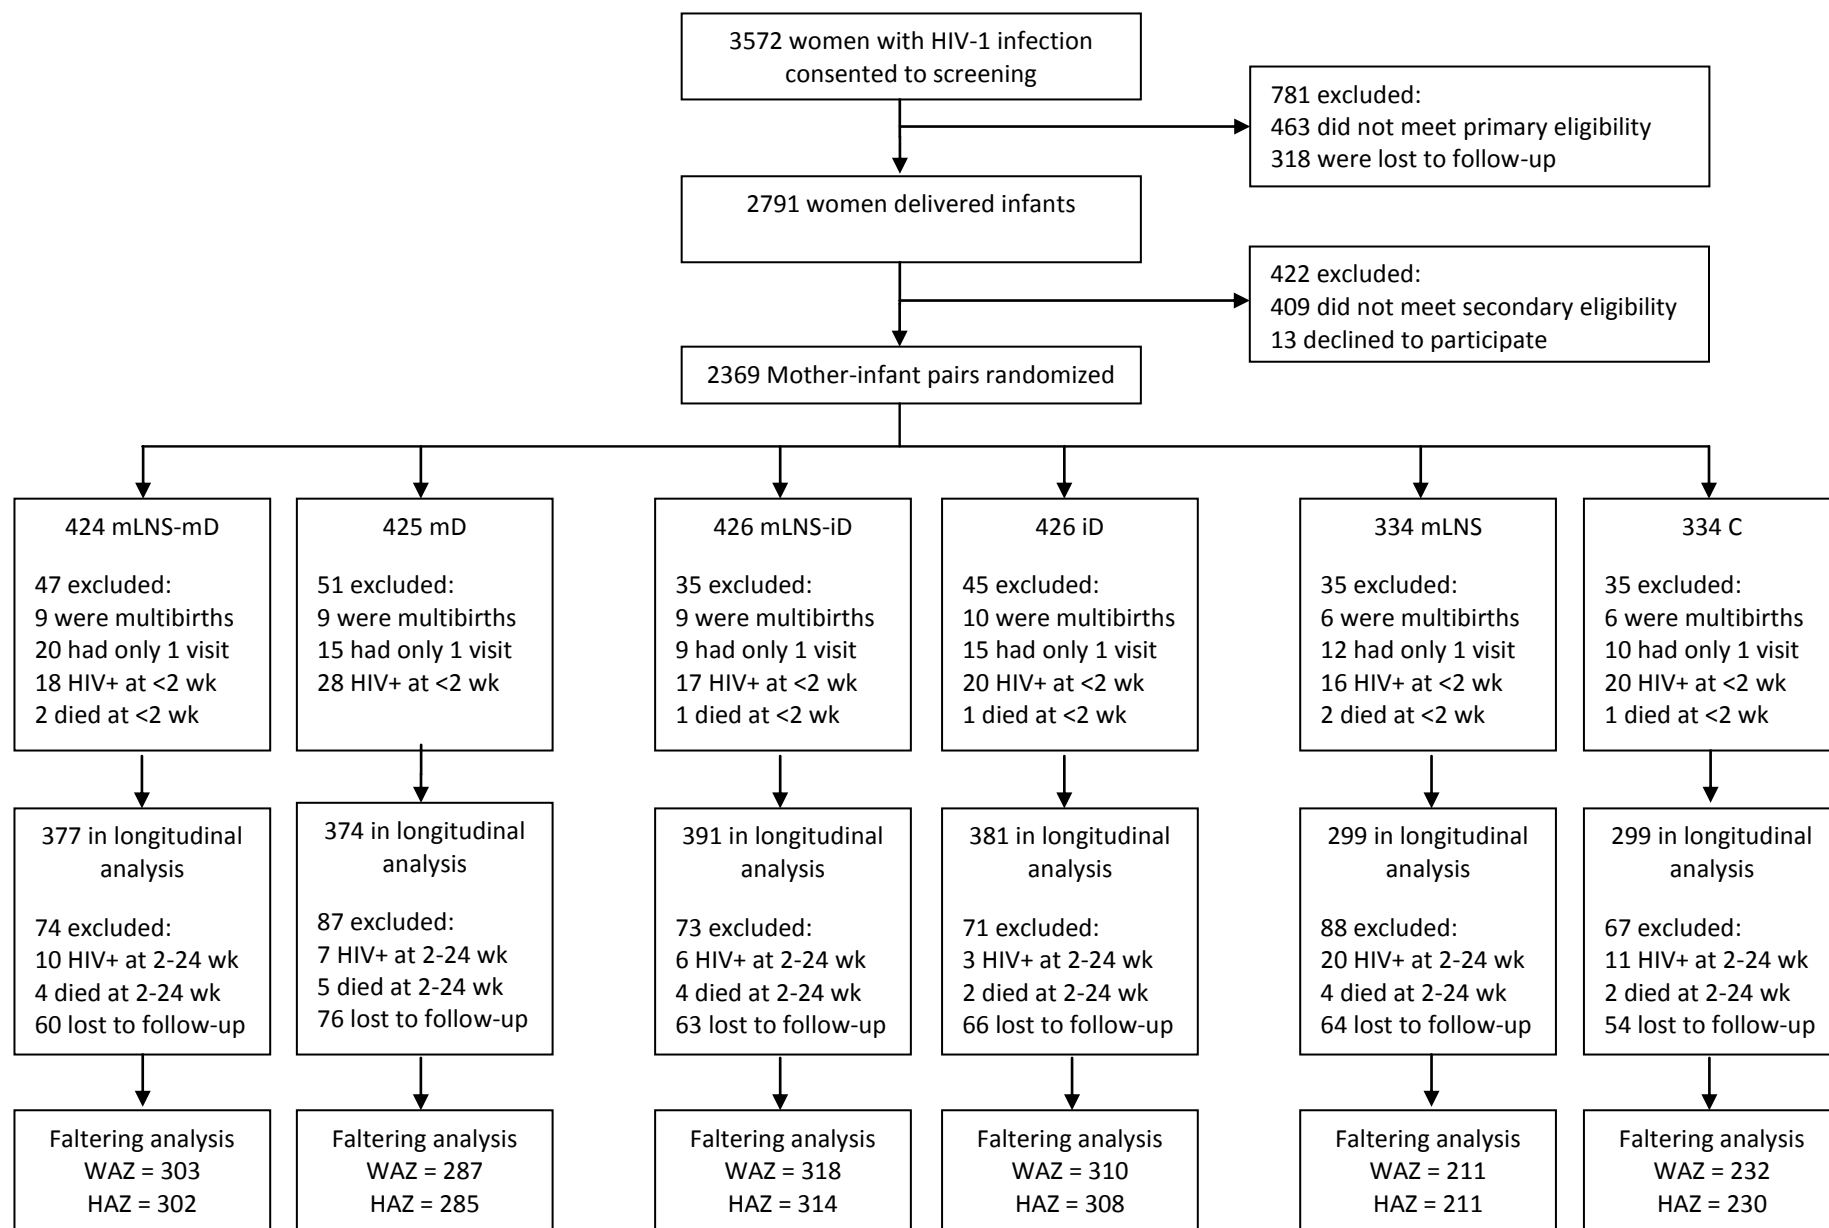 3572 women with HIV-1 infection
consented to screening
781 excluded:
463 did not meet primary eligibility
318 were lost to follow-up
2791 women delivered infants
422 excluded:
409 did not meet secondary eligibility
13 declined to participate
2369 Mother-infant pairs randomized
424 mLNS-mD
47 excluded:
9 were multibirths
20 had only 1 visit
18 HIV+ at <2 wk
2 died at <2 wk
425 mD
51 excluded:
9 were multibirths
15 had only 1 visit
28 HIV+ at <2 wk
426 mLNS-iD
35 excluded:
9 were multibirths
9 had only 1 visit
17 HIV+ at <2 wk
1 died at <2 wk
426 iD
45 excluded:
10 were multibirths
15 had only 1 visit
20 HIV+ at <2 wk
1 died at <2 wk
334 mLNS
35 excluded:
6 were multibirths
12 had only 1 visit
16 HIV+ at <2 wk
2 died at <2 wk
334 C
35 excluded:
6 were multibirths
10 had only 1 visit
20 HIV+ at <2 wk
1 died at <2 wk
377 in longitudinal
analysis
74 excluded:
10 HIV+ at 2-24 wk
4 died at 2-24 wk
60 lost to follow-up
374 in longitudinal
analysis
87 excluded:
7 HIV+ at 2-24 wk
5 died at 2-24 wk
76 lost to follow-up
391 in longitudinal
analysis
73 excluded:
6 HIV+ at 2-24 wk
4 died at 2-24 wk
63 lost to follow-up
381 in longitudinal
analysis
71 excluded:
3 HIV+ at 2-24 wk
2 died at 2-24 wk
66 lost to follow-up
299 in longitudinal
analysis
88 excluded:
20 HIV+ at 2-24 wk
4 died at 2-24 wk
64 lost to follow-up
299 in longitudinal
analysis
67 excluded:
11 HIV+ at 2-24 wk
2 died at 2-24 wk
54 lost to follow-up
Faltering analysis
WAZ = 303
HAZ = 302
Faltering analysis
WAZ = 287
HAZ = 285
Faltering analysis
WAZ = 318
HAZ = 314
Faltering analysis
WAZ = 310
HAZ = 308
Faltering analysis
WAZ = 211
HAZ = 211
Faltering analysis
WAZ = 232
HAZ = 230